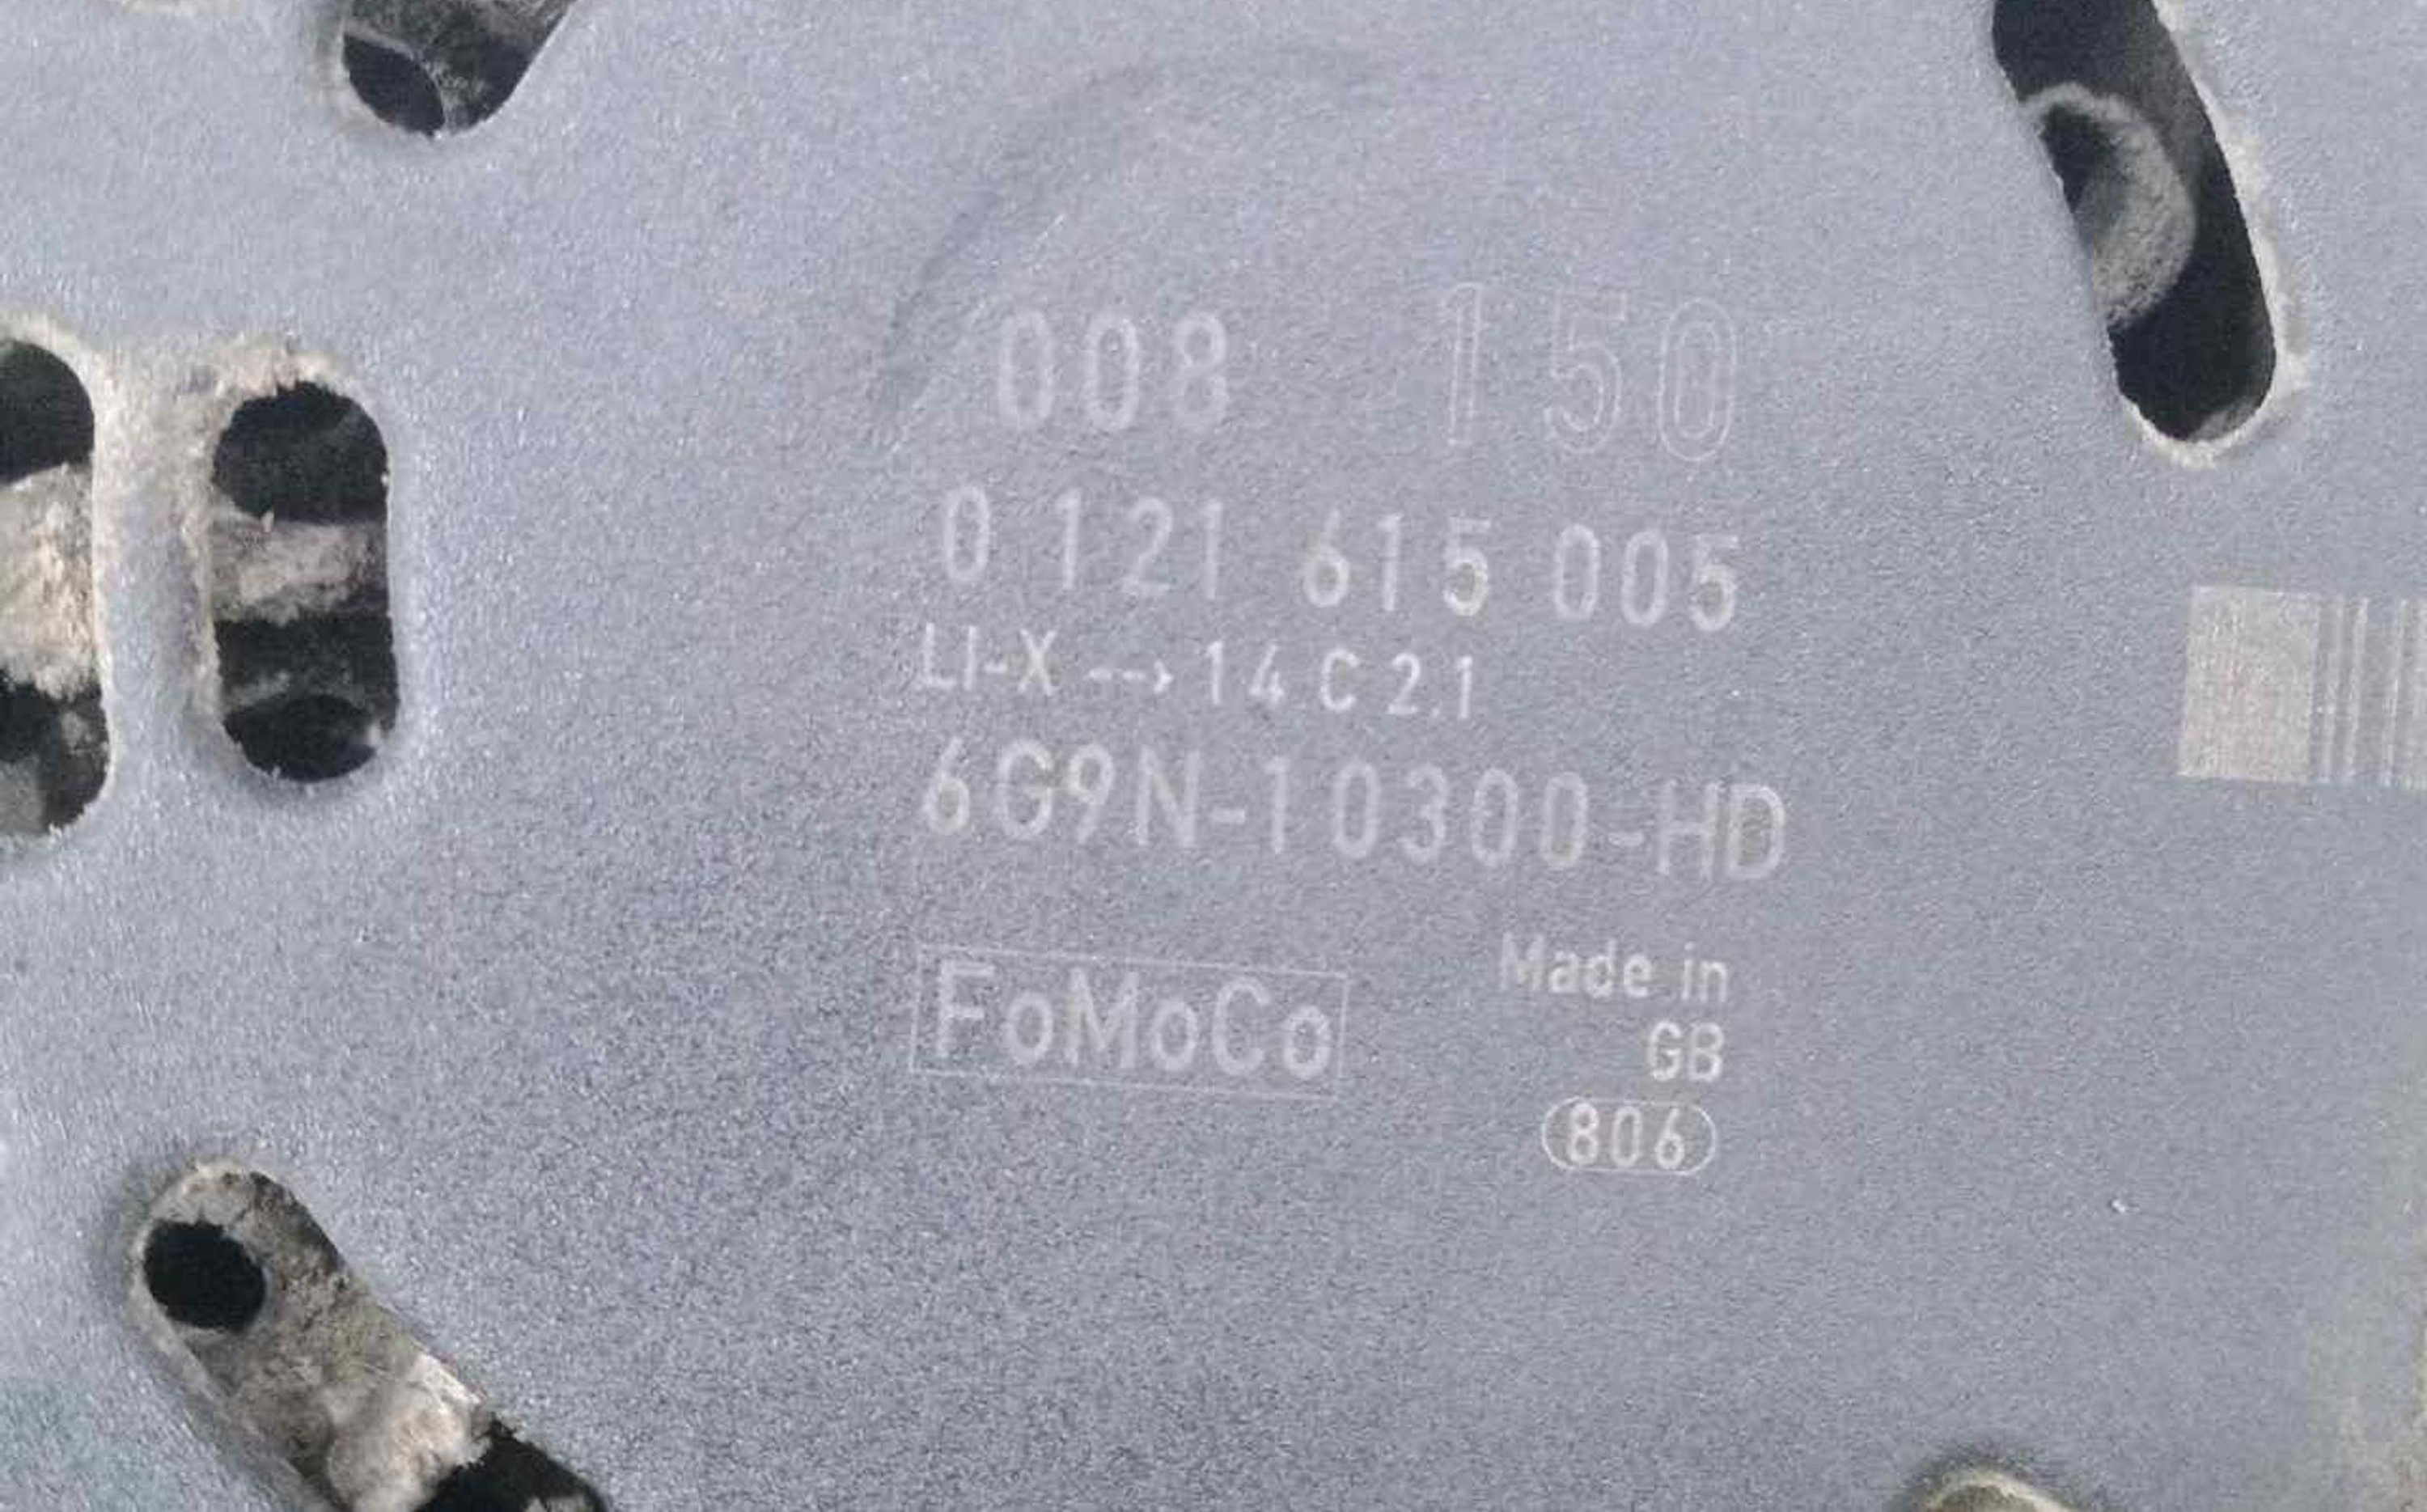 008 150
0 121 615 005
LI-X --> 14 C 2.1
6G9N-10300-HD
FoMoCo
Made in
GB
806